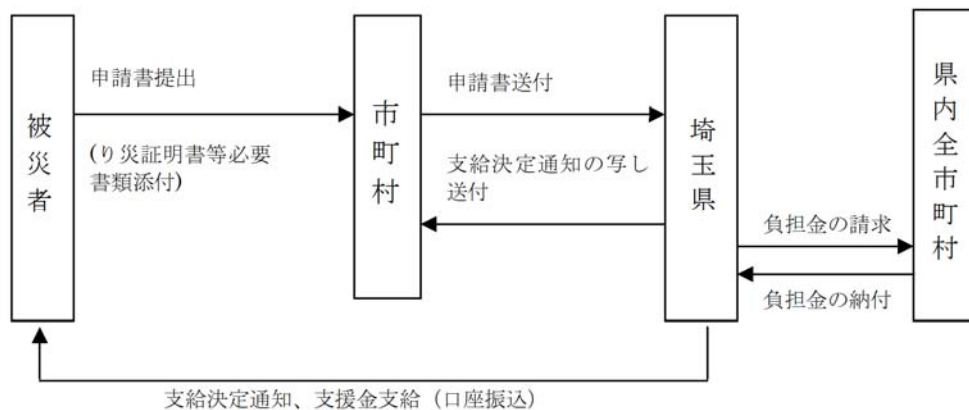 被災者
申請書提出
(り災証明書等必要
書類添付)
市町村
申請書送付
支給決定通知の写し
送付
埼玉県
負担金の請求
負担金の納付
県内全市町村
支給決定通知、支援金支給（口座振込）